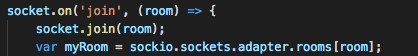 socket.on('join', (room) => {
socket.join(room);
var myRoom = sockio.sockets.adapter.rooms[room];